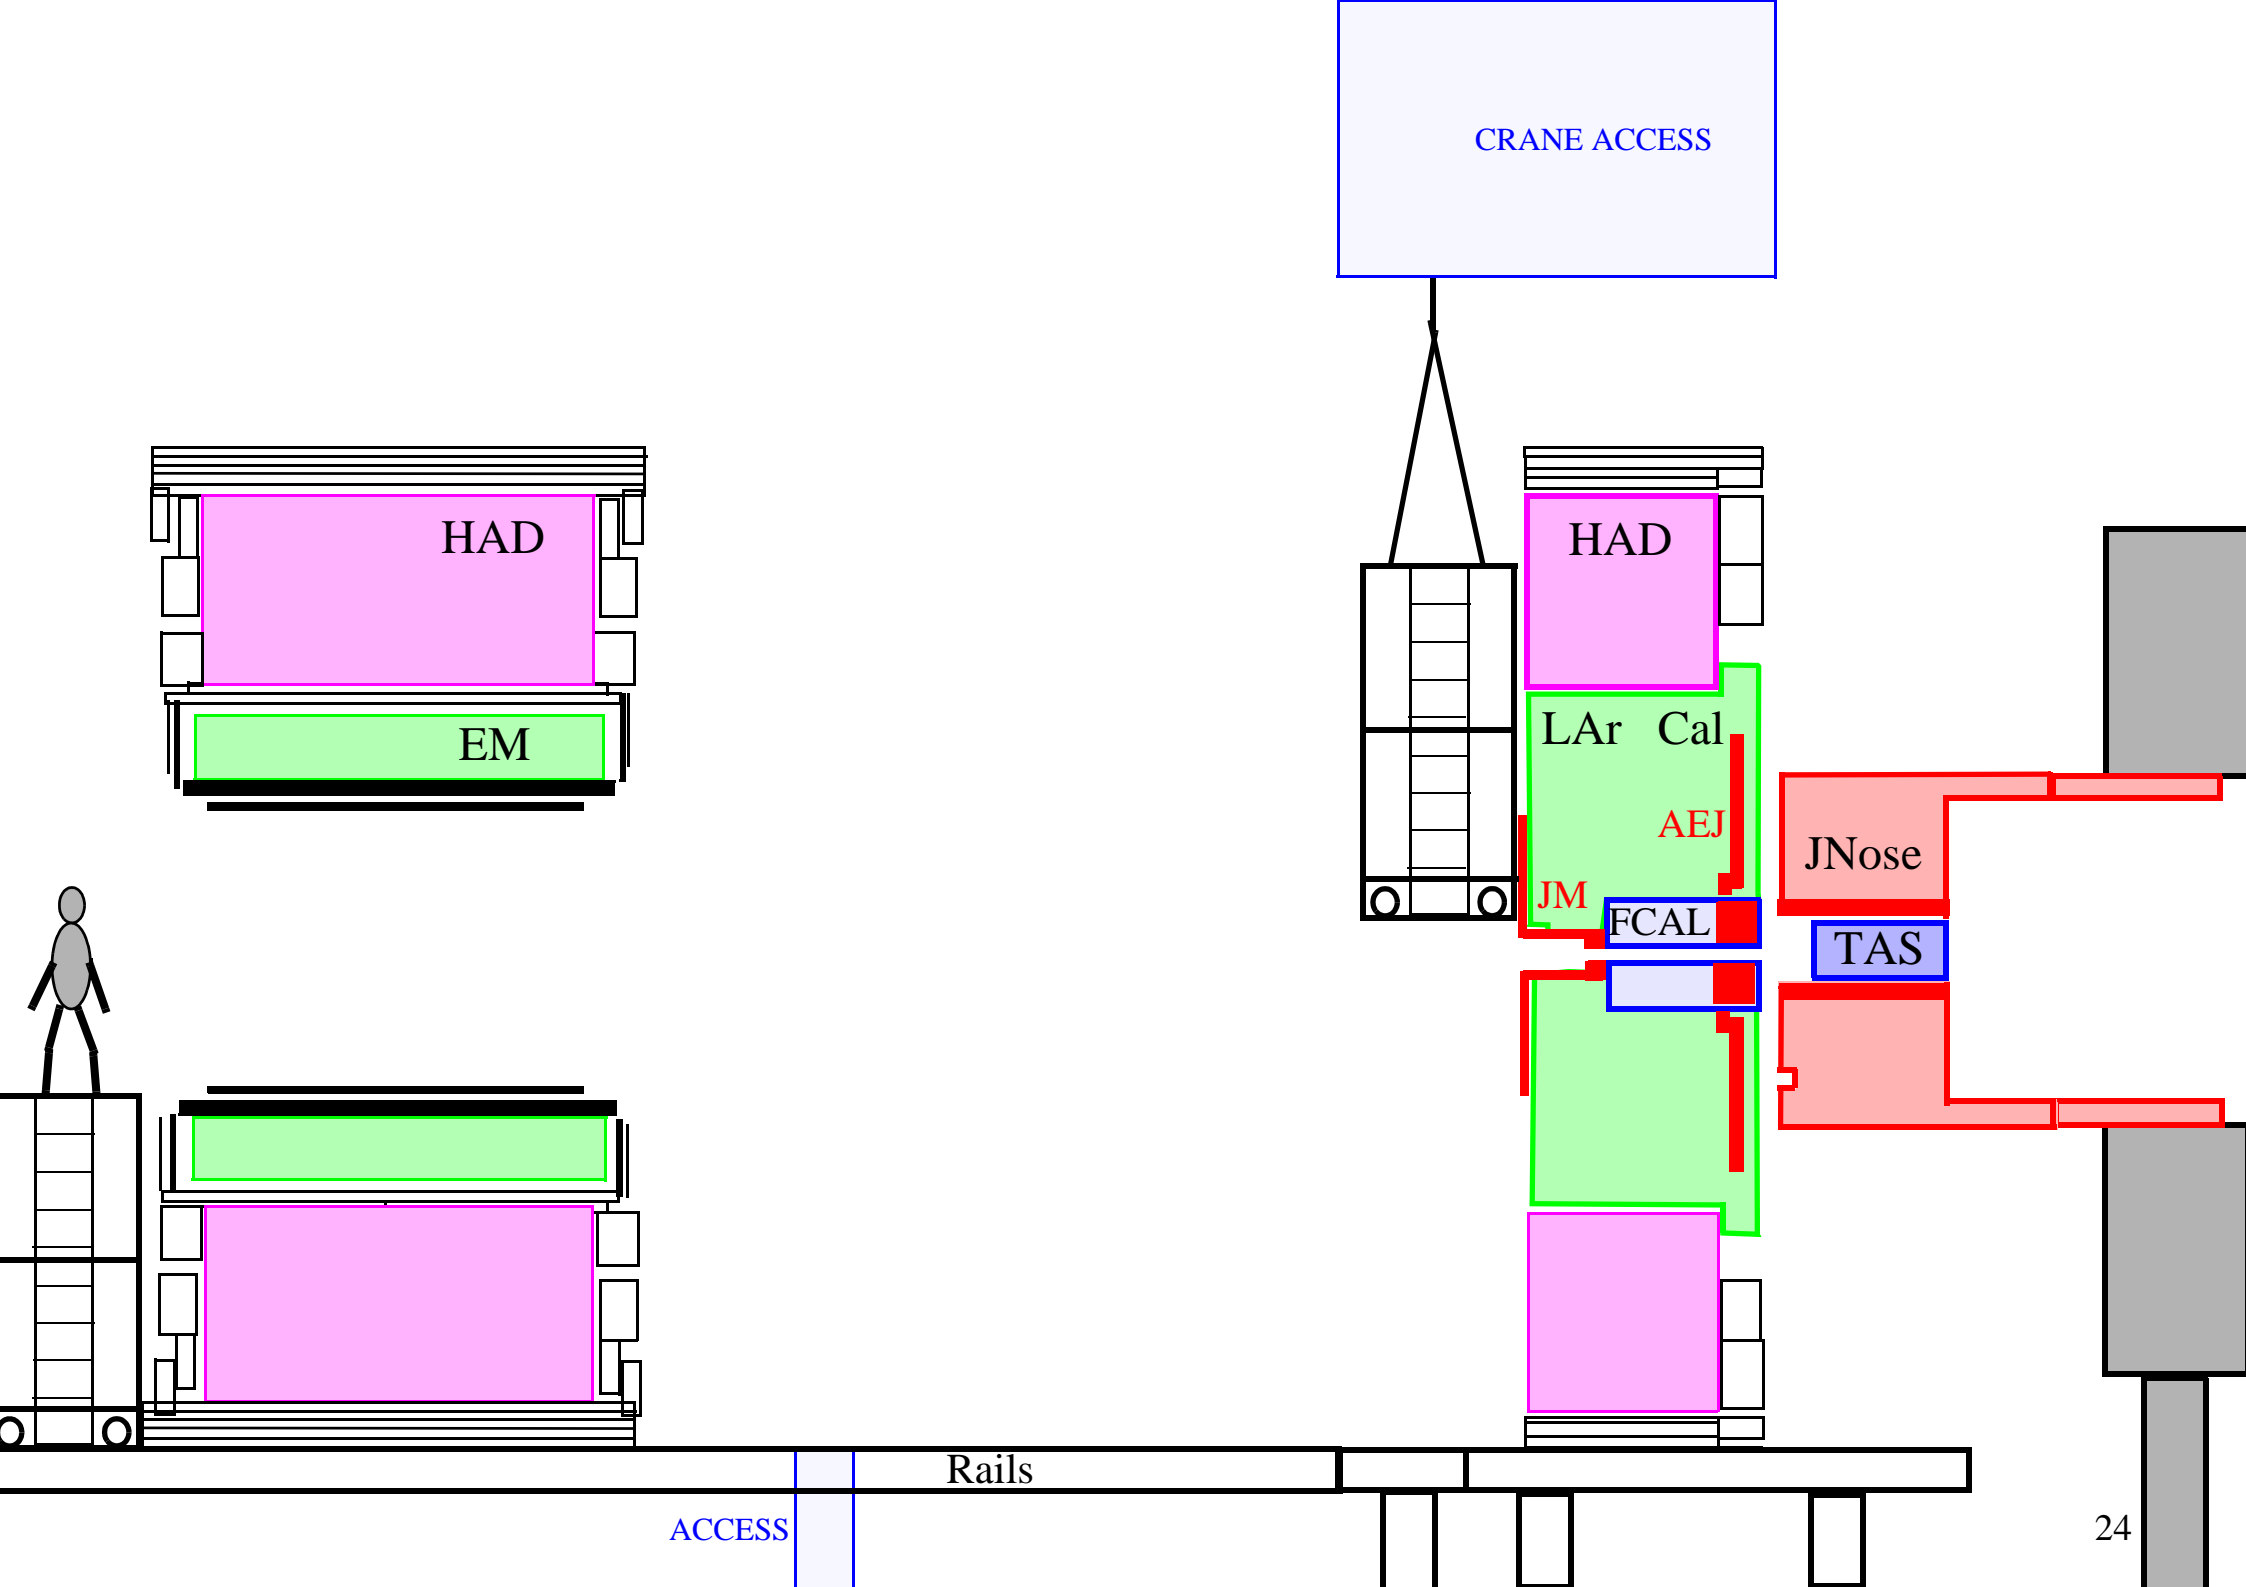 CRANE ACCESS
HAD
HAD
EM
LAr Cal
AEJ
JNose
JM
FCAL
TAS
Rails
ACCESS
24